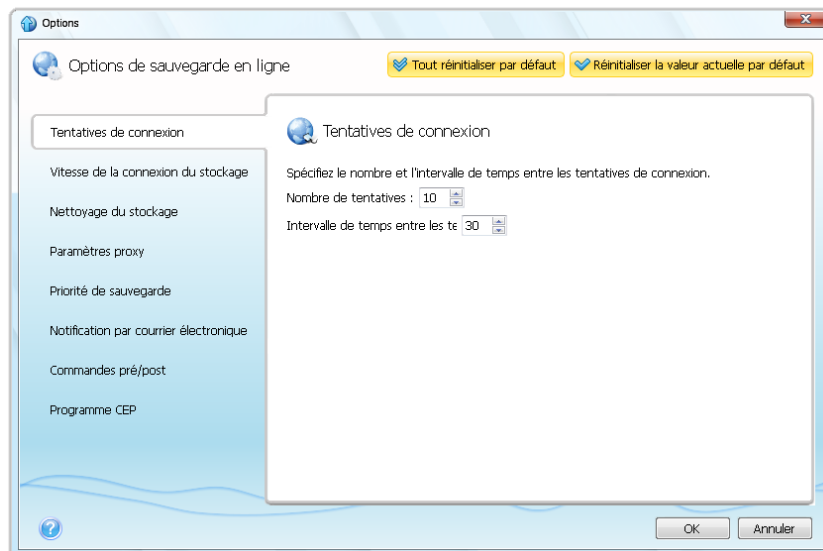 Options
Options de sauvegarde en ligne
Tout réinitialiser par défaut
Réinitialiser la valeur actuelle par défaut
Tentatives de connexion
Vitesse de la connexion du stockage
Nettoyage du stockage
Paramètres proxy
Priorité de sauvegarde
Notification par courrier électronique
Commandes pré/post
Programme CEP
Tentatives de connexion
Spécifiez le nombre et l'intervalle de temps entre les tentatives de connexion.
Nombre de tentatives : 10
Intervalle de temps entre les te 30
OK
Annuler